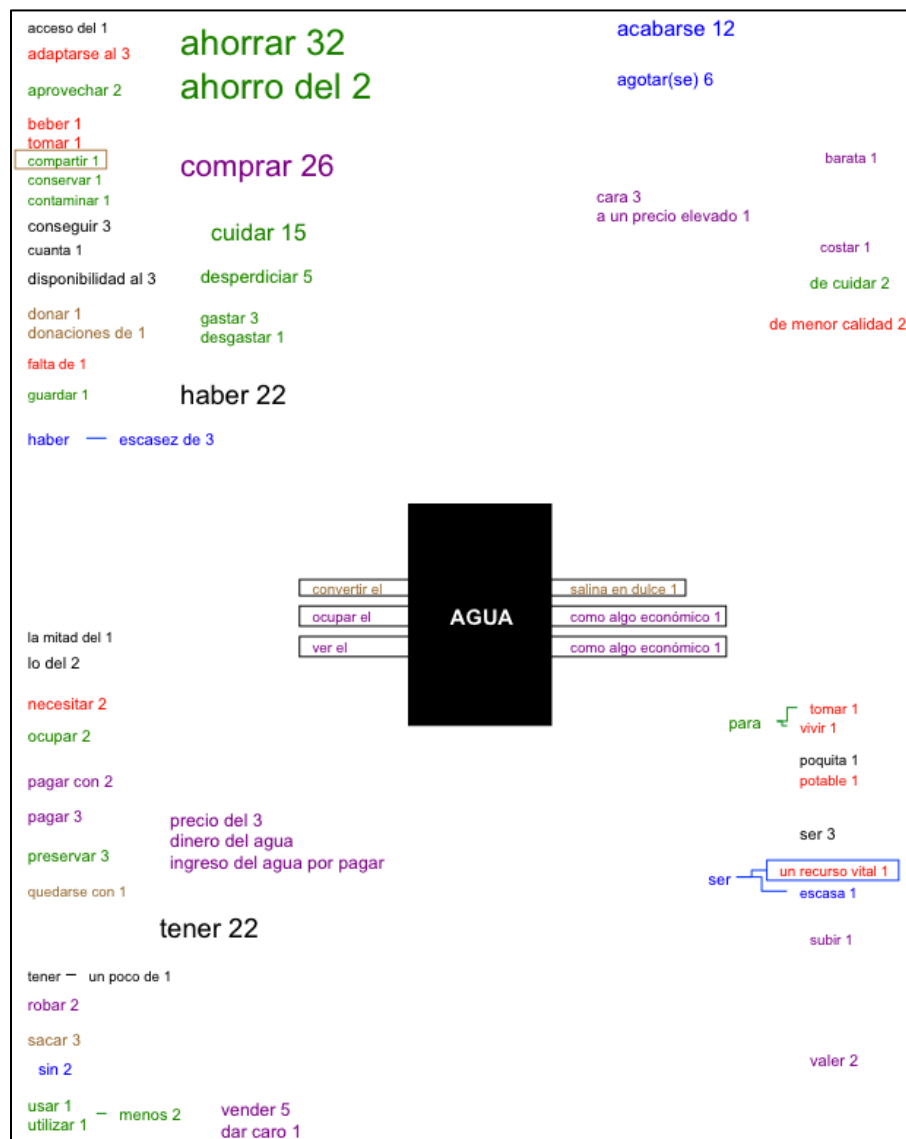 acceso del 1
ahorrar 32
acabarse 12
adaptarse al 3
aprovechar 2
ahorro del 2
agotar(se) 6
beber 1
tomar 1
compartir 1
comprar 26
barata 1
conservar 1
contaminar 1
cara 3
a un precio elevado 1
conseguir 3
cuidar 15
cuanta 1
costar 1
disponibilidad al 3
desperdiciar 5
de cuidar 2
donar 1
donaciones de 1
gastar 3
desgastar 1
de menor calidad 2
falta de 1
guardar 1
haber 22
haber — escasez de 3
convertir el
salina en dulce 1
ocupar el
AGUA
como algo económico 1
ver el
como algo económico 1
la mitad del 1
lo del 2
necesitar 2
ocupar 2
para
tomar 1
vivir 1
poquita 1
potable 1
pagar con 2
pagar 3
precio del 3
dinero del agua
ingreso del agua por pagar
ser 3
preservar 3
ser
un recurso vital 1
escasa 1
quedarse con 1
tener 22
subir 1
tener — un poco de 1
robar 2
sacar 3
sin 2
valer 2
usar 1
utilizar 1
– menos 2
vender 5
dar caro 1